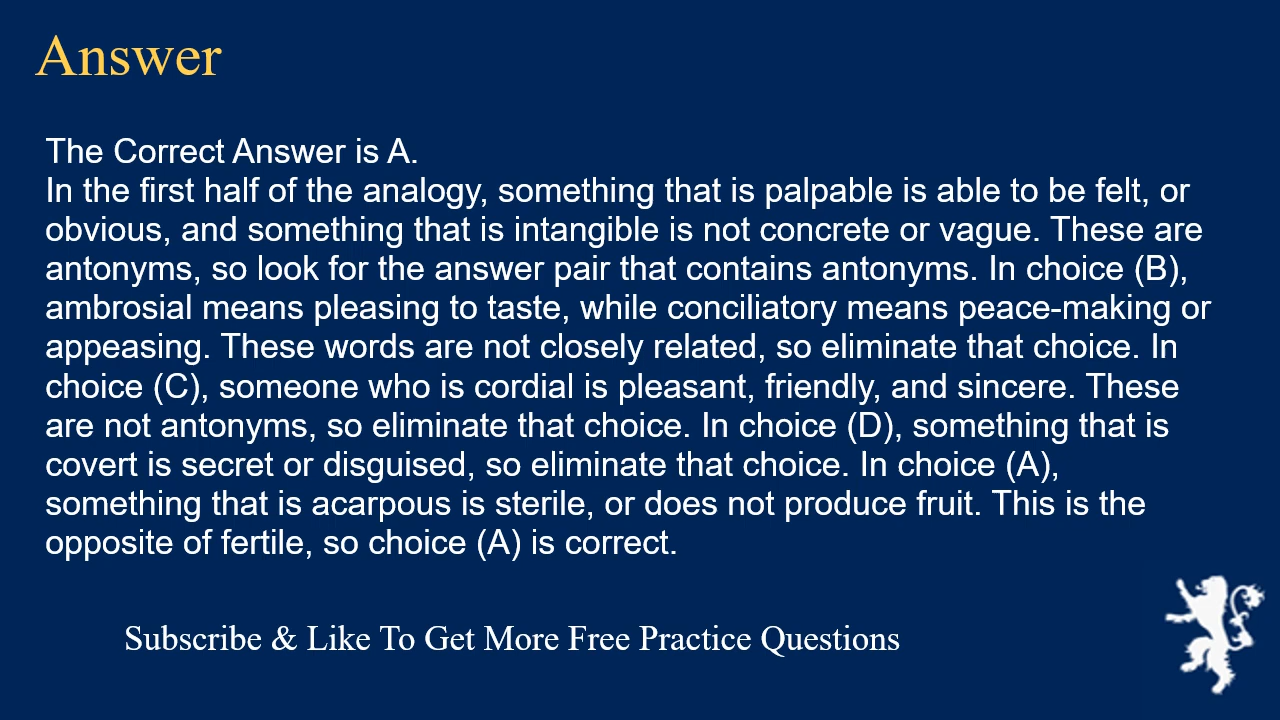 Answer
The Correct Answer is A.
In the first half of the analogy, something that is palpable is able to be felt, or
obvious, and something that is intangible is not concrete or vague. These are
antonyms, so look for the answer pair that contains antonyms. In choice (B),
ambrosial means pleasing to taste, while conciliatory means peace-making or
appeasing. These words are not closely related, so eliminate that choice. In
choice (C), someone who is cordial is pleasant, friendly, and sincere. These
are not antonyms, so eliminate that choice. In choice (D), something that is
covert is secret or disguised, so eliminate that choice. In choice (A),
something that is acarpous is sterile, or does not produce fruit. This is the
opposite of fertile, so choice (A) is correct.
Subscribe & Like To Get More Free Practice Questions